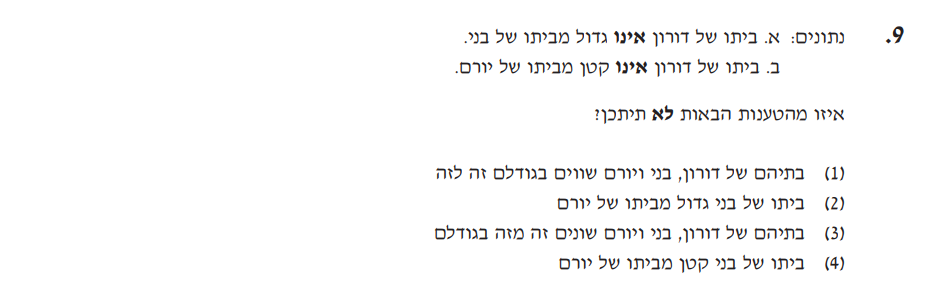 9. נתונים: א. ביתו של דורון אינו גדול מביתו של בני.
ב. ביתו של דורון אינו קטן מביתו של יורם.
איזו מהטענות הבאות לא תיתכן?
(1) בתיהם של דורון, בני ויורם שווים בגודלם זה לזה
(2) ביתו של בני גדול מביתו של יורם
(3) בתיהם של דורון, בני ויורם שונים זה מזה בגודלם
(4) ביתו של בני קטן מביתו של יורם